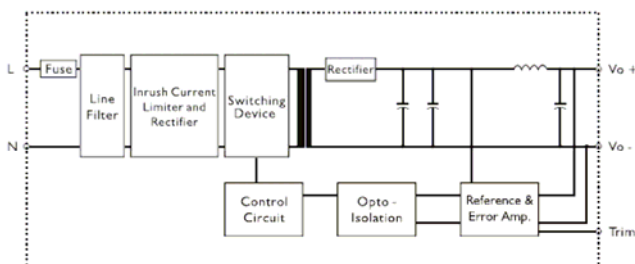 L
Fuse
Line
Filter
Inrush Current
Limiter and
Rectifier
Switching
Device
Rectifier
Vo +
N
Vo -
Control
Circuit
Opto -
Isolation
Reference &
Error Amp.
Trim